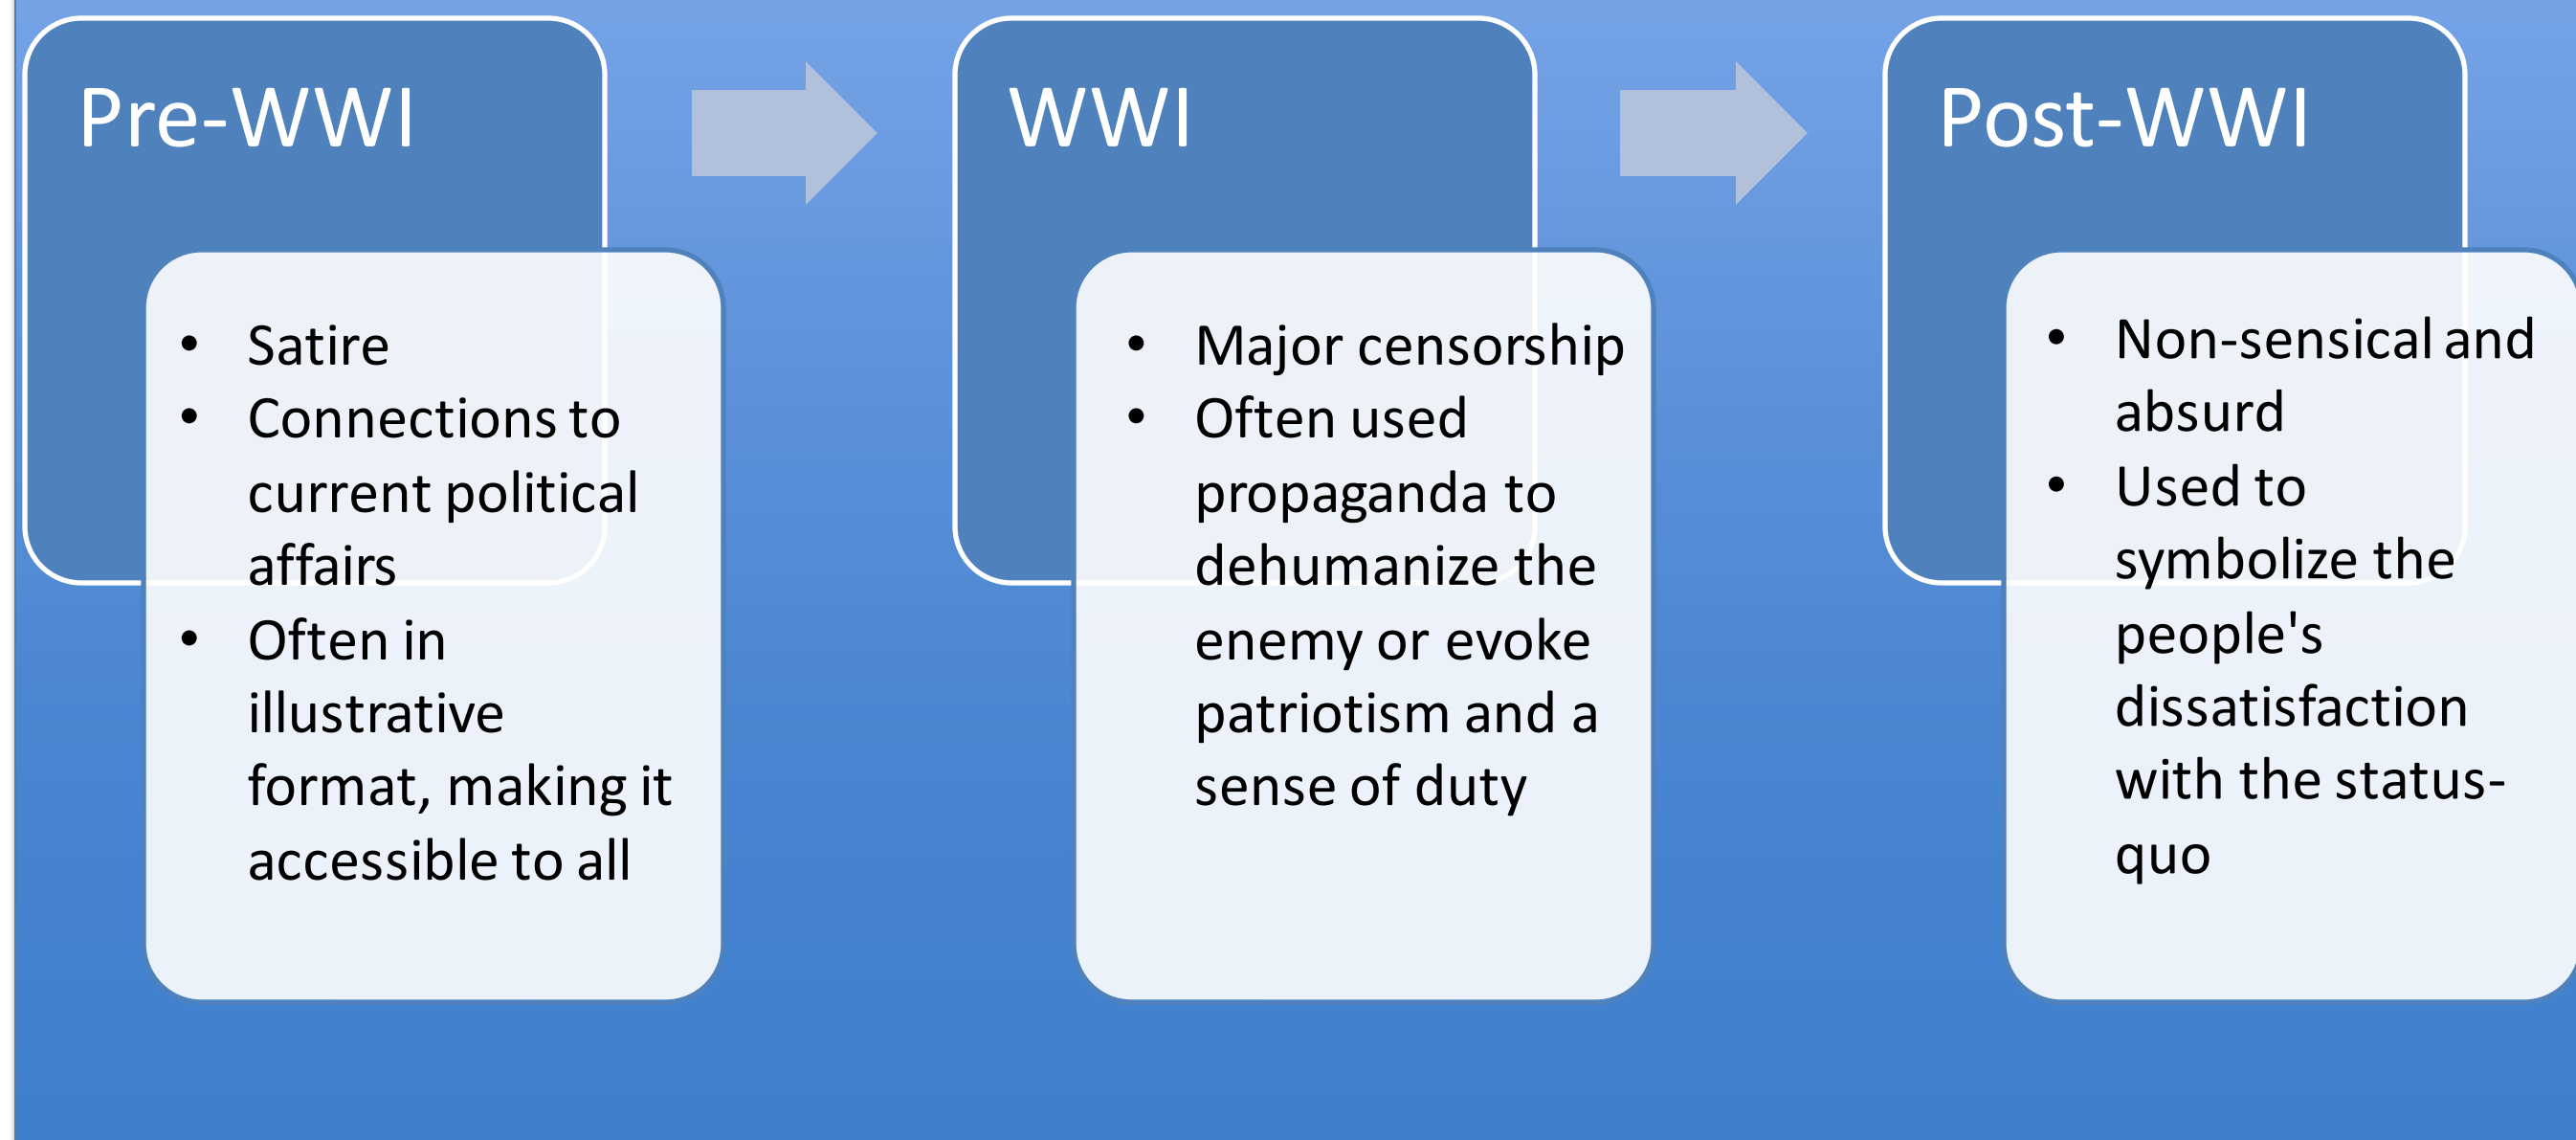 Pre-WWI
• Satire
• Connections to
current political
affairs
• Often in
illustrative
format, making it
accessible to all
WWI
• Major censorship
• Often used
propaganda to
dehumanize the
enemy or evoke
patriotism and a
sense of duty
Post-WWI
• Non-sensical and
absurd
• Used to
symbolize the
people's
dissatisfaction
with the status-
quo